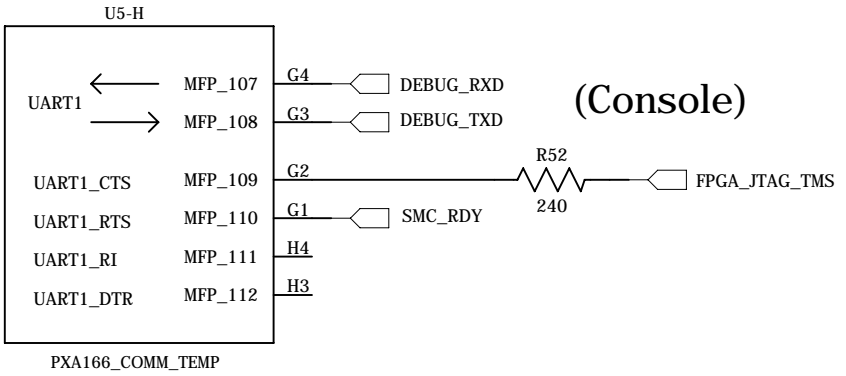 U5-H
MFP_107 G4 DEBUG_RXD
UART1
MFP_108 G3 DEBUG_TXD
(Console)
R52
240
UART1_CTS MFP_109 G2 FPGA_JTAG_TMS
UART1_RTS MFP_110 G1 SMC_RDY
UART1_RI MFP_111 H4
UART1_DTR MFP_112 H3
PXA166_COMM_TEMP